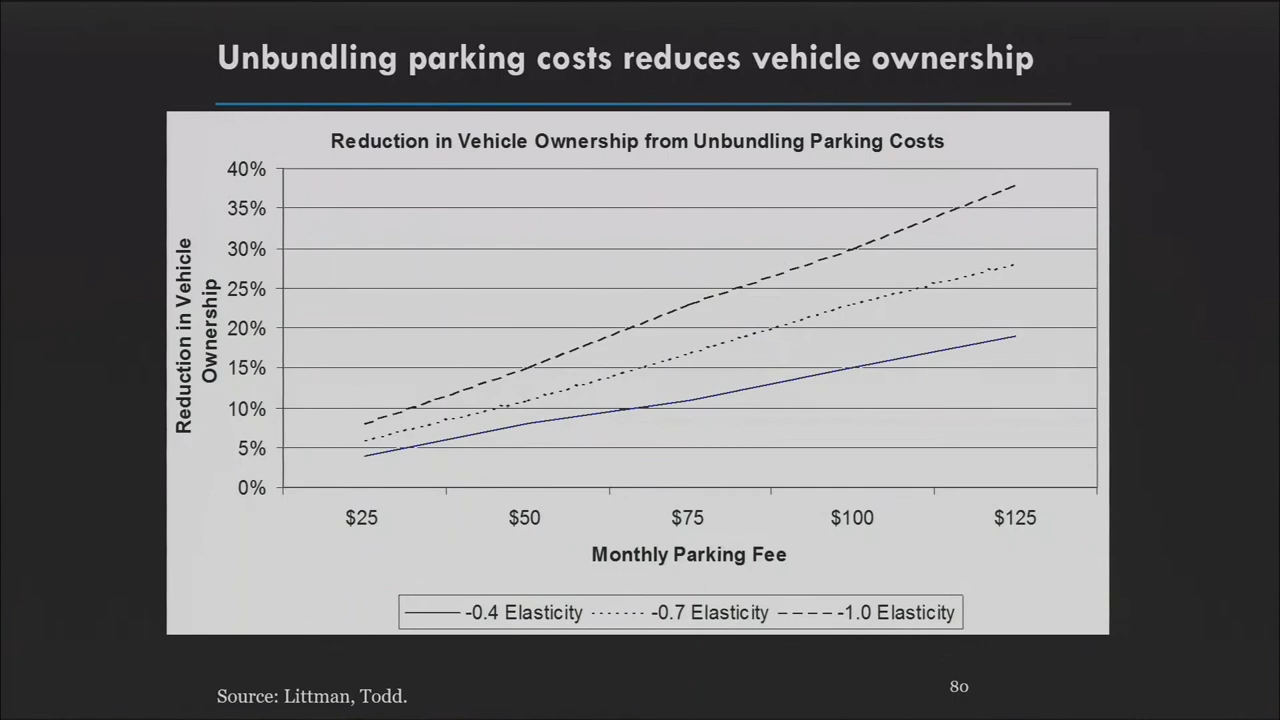 Unbundling parking costs reduces vehicle ownership
Reduction in Vehicle Ownership from Unbundling Parking Costs
Reduction in Vehicle
Ownership
40%
35%
30%
25%
20%
15%
10%
5%
0%
$25 $50 $75 $100 $125
Monthly Parking Fee
-0.4 Elasticity -0.7 Elasticity -1.0 Elasticity
Source: Littman, Todd.
80